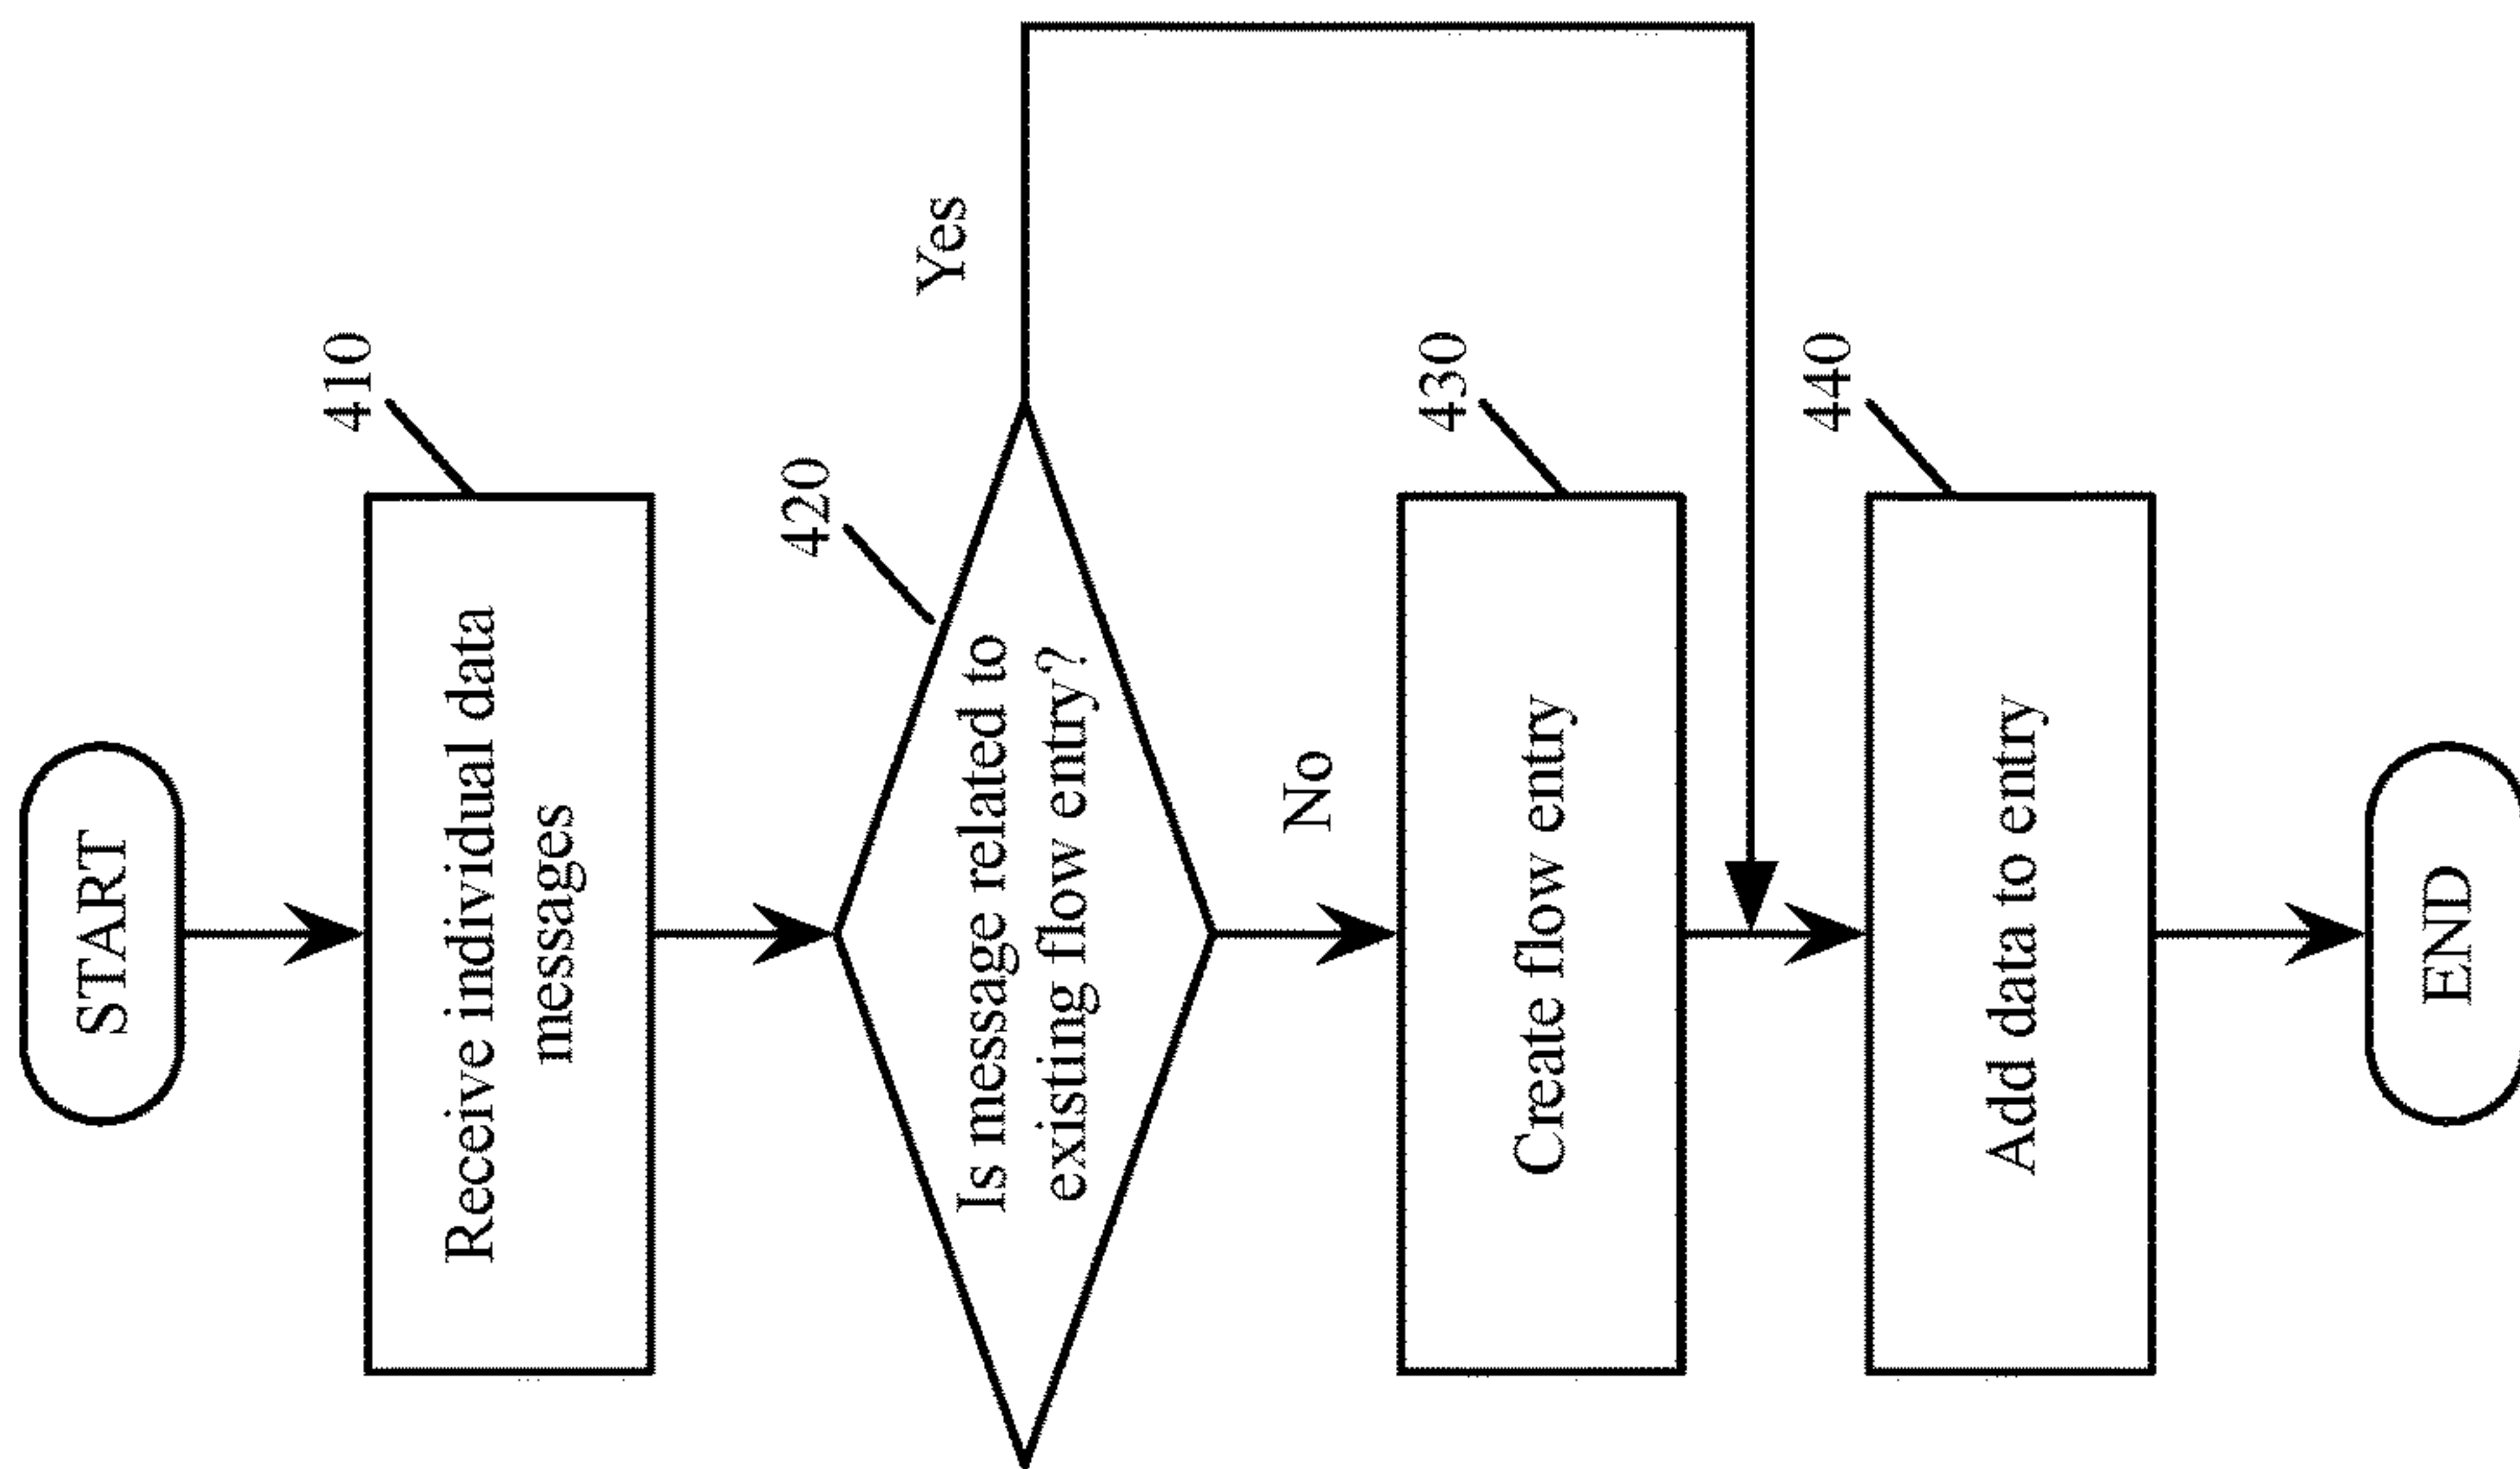 START
410
Receive individual data
messages
420
Is message related to
existing flow entry?
Yes
No
430
Create flow entry
440
Add data to entry
END